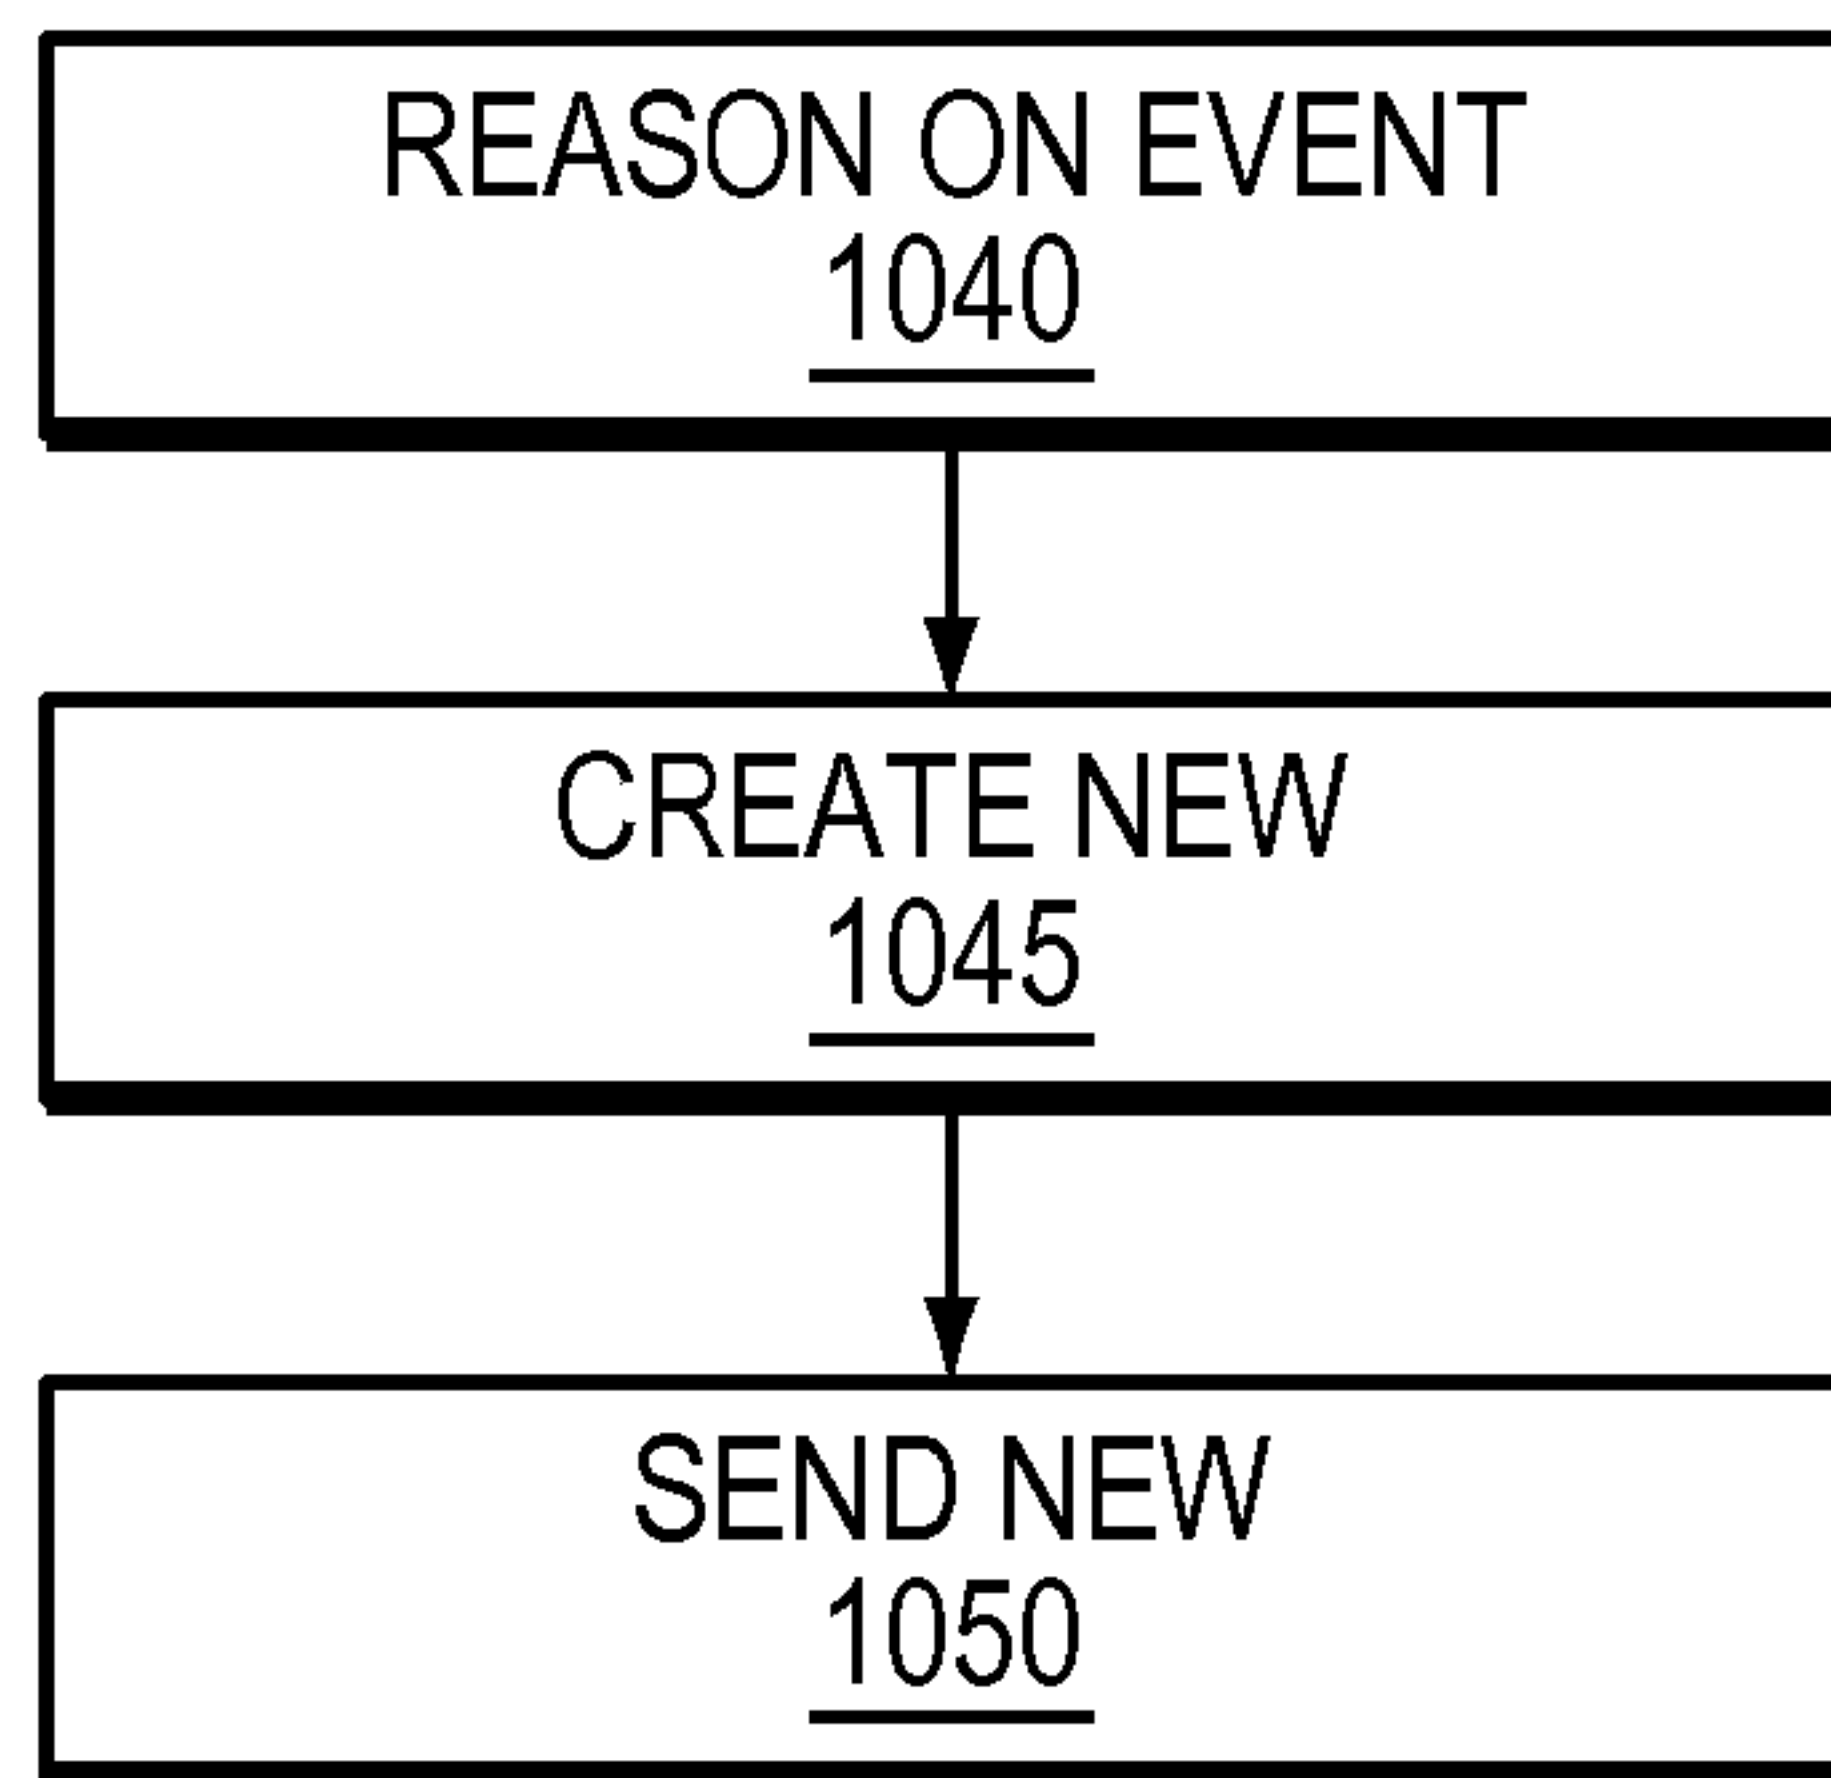 REASON ON EVENT
1040
CREATE NEW
1045
SEND NEW
1050